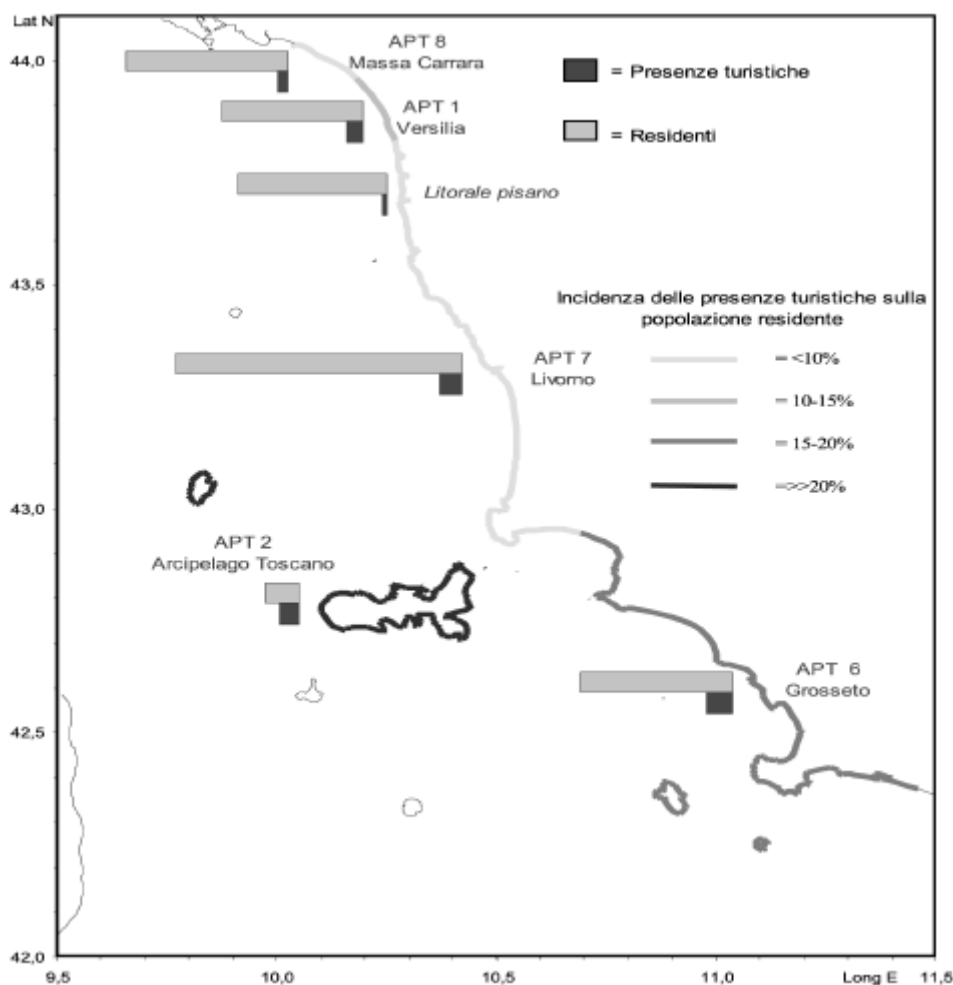 Lat N
44,0
43,5
43,0
42,5
42,0
9,5
10,0
10,5
11,0
Long E
11,5
APT 8
Massa Carrara
APT 1
Versilia
Litorale pisano
= Presenze turistiche
= Residenti
Incidenza delle presenze turistiche sulla
popolazione residente
= <10%
= 10-15%
= 15-20%
=>>20%
APT 7
Livorno
APT 2
Arcipelago Toscano
APT 6
Grosseto